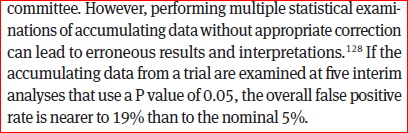 committee. However, performing multiple statistical exami-
nations of accumulating data without appropriate correction
can lead to erroneous results and interpretations.128 If the
accumulating data from a trial are examined at five interim
analyses that use a P value of 0.05, the overall false positive
rate is nearer to 19% than to the nominal 5%.